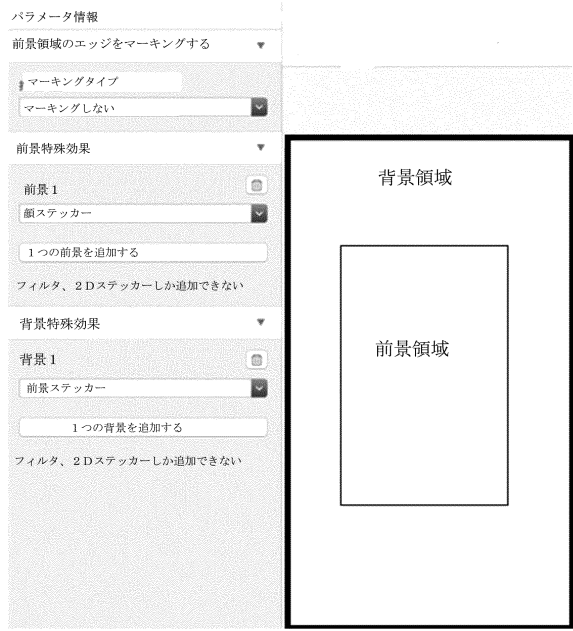 パラメータ情報
前景領域のエッジをマーキングする
マーキングタイプ
マーキングしない
前景特殊効果
前景１
顔ステッカー
１つの前景を追加する
フィルタ、２Ｄステッカーしか追加できない
背景特殊効果
背景１
前景ステッカー
１つの背景を追加する
フィルタ、２Ｄステッカーしか追加できない
背景領域
前景領域